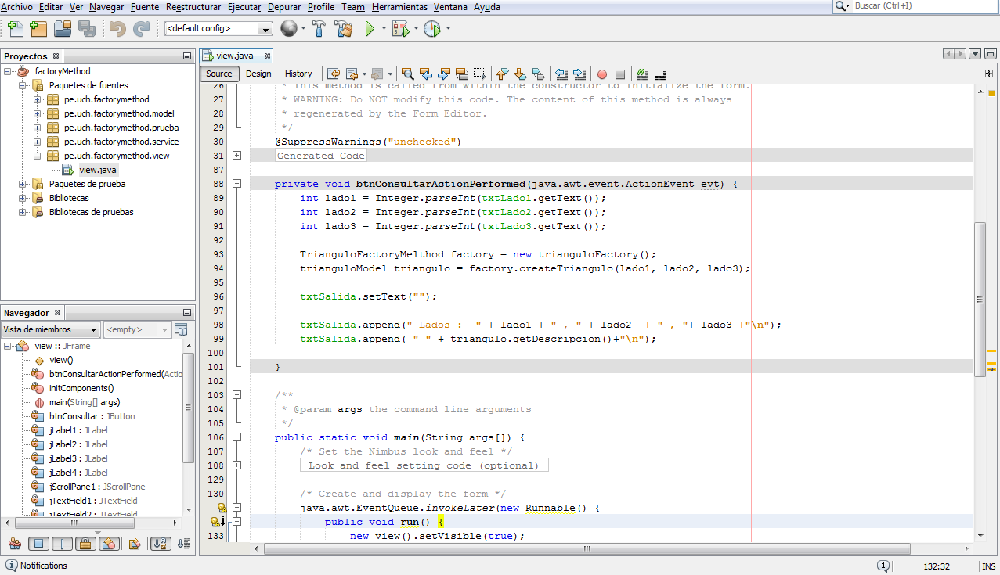 Archivo Editar Ver Navegar Fuente Reestructurar Ejecutar Depurar Profile Team Herramientas Ventana Ayuda
Buscar (Ctrl+I)
<default config>
Proyectos
factoryMethod
Paquetes de fuentes
pe.uch.factorymethod
pe.uch.factorymethod.model
pe.uch.factorymethod.prueba
pe.uch.factorymethod.service
pe.uch.factorymethod.view
view.java
Paquetes de prueba
Bibliotecas
Bibliotecas de pruebas
Navegador
Vista de miembros
<empty>
view :: JFrame
view()
btnConsultarActionPerformed(Actic
initComponents()
main(String[] args)
btnConsultar : JButton
jLabel1 : JLabel
jLabel2 : JLabel
jLabel3 : JLabel
jLabel4 : JLabel
jScrollPane1 : JScrollPane
jTextField1 : JTextField
jTextField2 : JTextField
view.java
Source Design History
26 * This method is called from within the constructor to initialize the form.
27 * WARNING: Do NOT modify this code. The content of this method is always
28 * regenerated by the Form Editor.
29 */
30 @SuppressWarnings("unchecked")
31 Generated Code
87
88 private void btnConsultarActionPerformed(java.awt.event.ActionEvent evt) {
89 int lado1 = Integer.parseInt(txtLado1.getText());
90 int lado2 = Integer.parseInt(txtLado2.getText());
91 int lado3 = Integer.parseInt(txtLado3.getText());
92
93 TrianguloFactoryMelthod factory = new trianguloFactory();
94 trianguloModel triangulo = factory.createTriangulo(lado1, lado2, lado3);
95
96 txtSalida.setText("");
97
98 txtSalida.append(" Lados :  " + lado1 + " , " + lado2  + " , "+ lado3 +"\n");
99 txtSalida.append( " " + triangulo.getDescripcion()+"\n");
100
101 }
102
103 /**
104 * @param args the command line arguments
105 */
106 public static void main(String args[]) {
107 /* Set the Nimbus look and feel */
108 Look and feel setting code (optional)
129
130 /* Create and display the form */
java.awt.EventQueue.invokeLater(new Runnable() {
public void run() {
133 new view().setVisible(true);
Notifications
1
132:32
INS